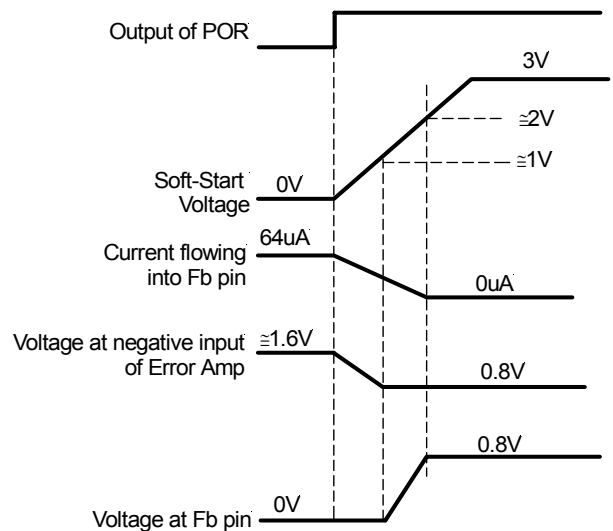 Output of POR
3V
≅2V
≅1V
Soft-Start
Voltage
0V
64uA
Current flowing
into Fb pin
0uA
Voltage at negative input
of Error Amp
≅1.6V
0.8V
0.8V
Voltage at Fb pin
0V